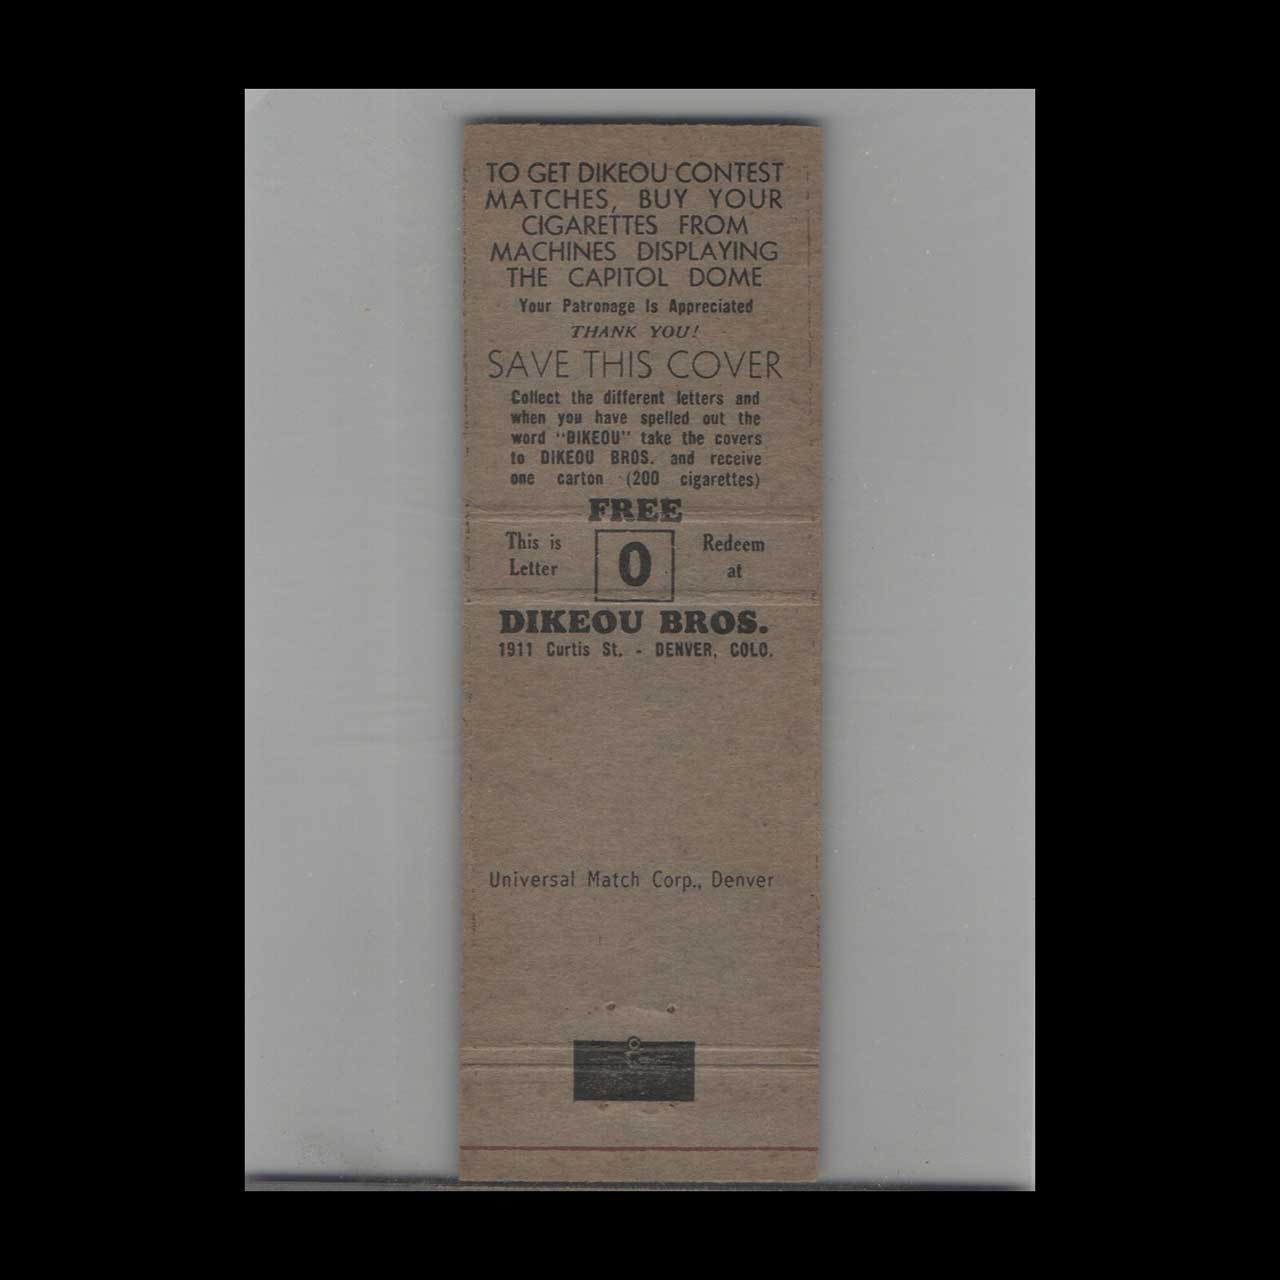 TO GET DIKEOU CONTEST
MATCHES, BUY YOUR
CIGARETTES FROM
MACHINES DISPLAYING
THE CAPITOL DOME
Your Patronage Is Appreciated
THANK YOU!
SAVE THIS COVER
Collect the different letters and
when you have spelled out the
word "DIKEOU" take the covers
to DIKEOU BROS. and receive
one carton (200 cigarettes)
FREE
This is Letter
O
Redeem at
DIKEOU BROS.
1911 Curtis St. - DENVER, COLO.
Universal Match Corp., Denver